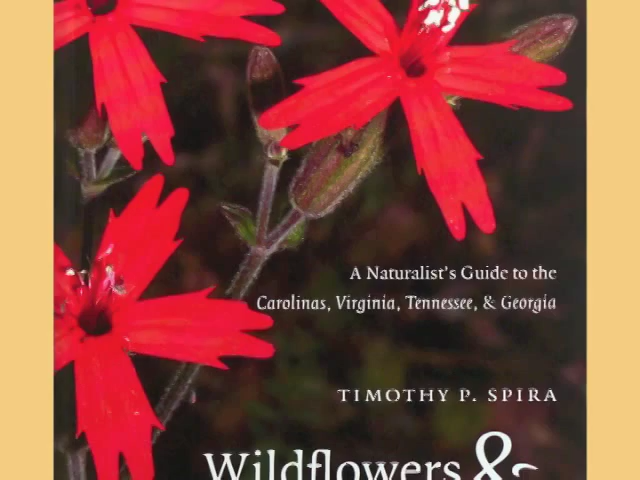 A Naturalist's Guide to the
Carolinas, Virginia, Tennessee, & Georgia
TIMOTHY P. SPIRA
Wildflowers &